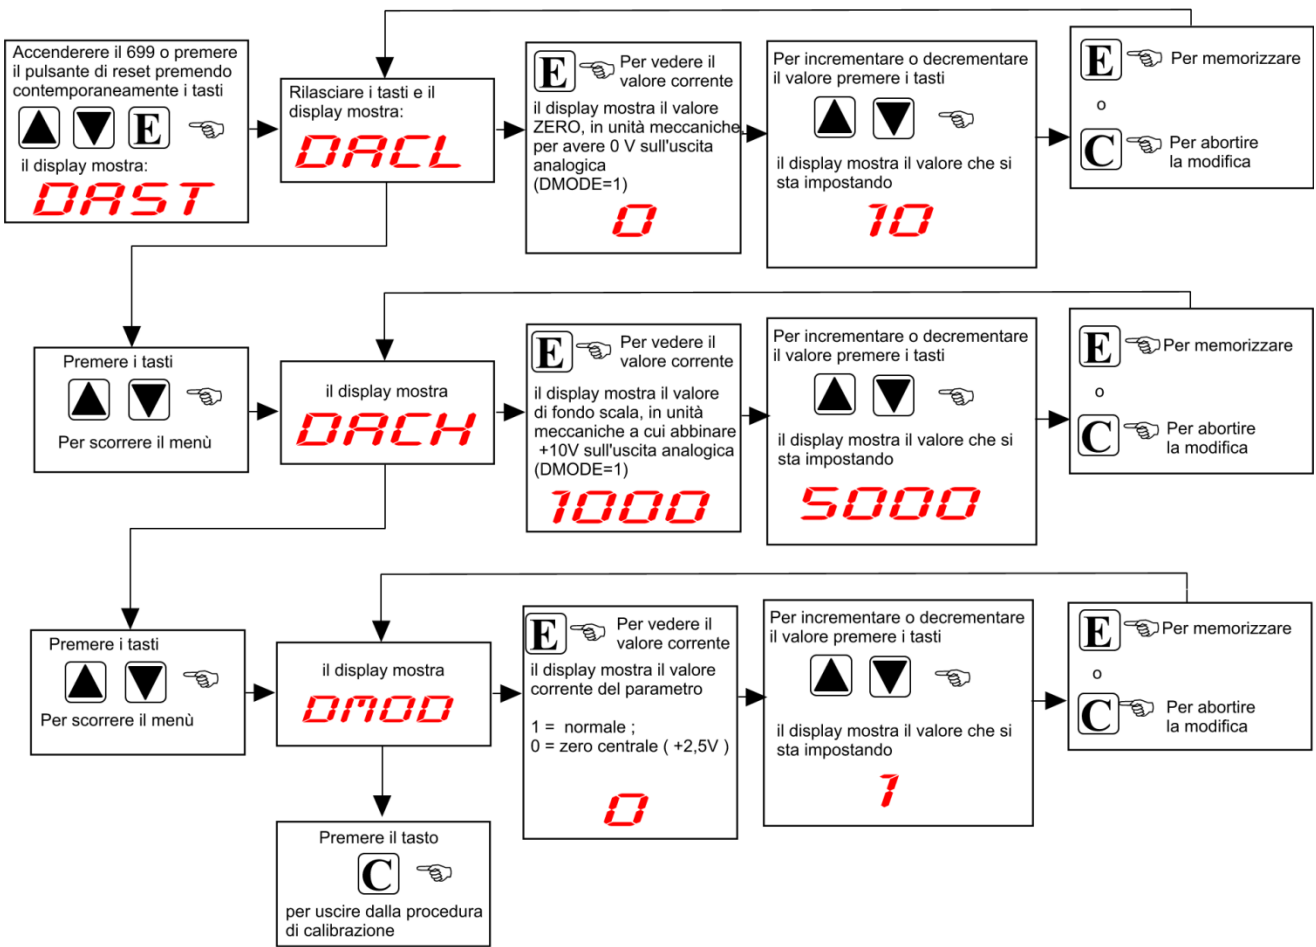 Accenderere il 699 o premere
il pulsante di reset premendo
contemporaneamente i tasti
E
il display mostra:
DAST
Rilasciare i tasti e il
display mostra:
DACL
E Per vedere il
valore corrente
il display mostra il valore
ZERO, in unità meccaniche,
per avere 0 V sull'uscita
analogica
(DMODE=1)
0
Per incrementare o decrementare
il valore premere i tasti
il display mostra il valore che si
sta impostando
10
E Per memorizzare
o
C Per abortire
la modifica
Premere i tasti
Per scorrere il menù
il display mostra
DACH
E Per vedere il
valore corrente
il display mostra il valore
di fondo scala, in unità
meccaniche a cui abbinare
+10V sull'uscita analogica
(DMODE=1)
1000
Per incrementare o decrementare
il valore premere i tasti
il display mostra il valore che si
sta impostando
5000
E Per memorizzare
o
C Per abortire
la modifica
Premere i tasti
Per scorrere il menù
il display mostra
DMOD
E Per vedere il
valore corrente
il display mostra il valore
corrente del parametro
1 = normale ;
0 = zero centrale ( +2,5V )
0
Per incrementare o decrementare
il valore premere i tasti
il display mostra il valore che si
sta impostando
1
E Per memorizzare
o
C Per abortire
la modifica
Premere il tasto
C
per uscire dalla procedura
di calibrazione